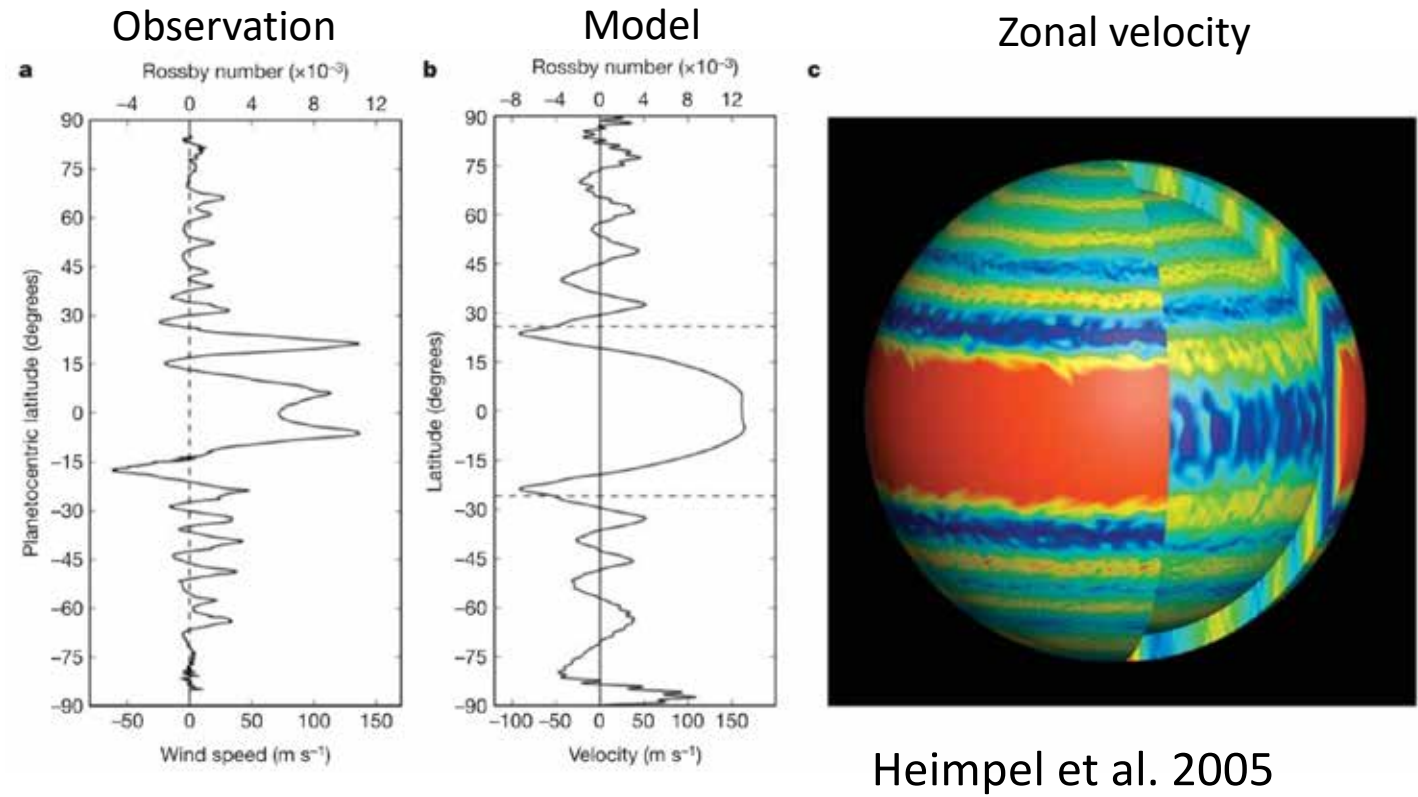 Observation
Model
Zonal velocity
a
Rossby number (×10⁻³)
−4 0 4 8 12
90
75
60
45
30
15
0
−15
−30
−45
−60
−75
−90
Planetocentric latitude (degrees)
−50 0 50 100 150
Wind speed (m s⁻¹)
b
Rossby number (×10⁻³)
−8 −4 0 4 8 12
90
75
60
45
30
15
0
−15
−30
−45
−60
−75
−90
Latitude (degrees)
−100 −50 0 50 100 150
Velocity (m s⁻¹)
c
Heimpel et al. 2005